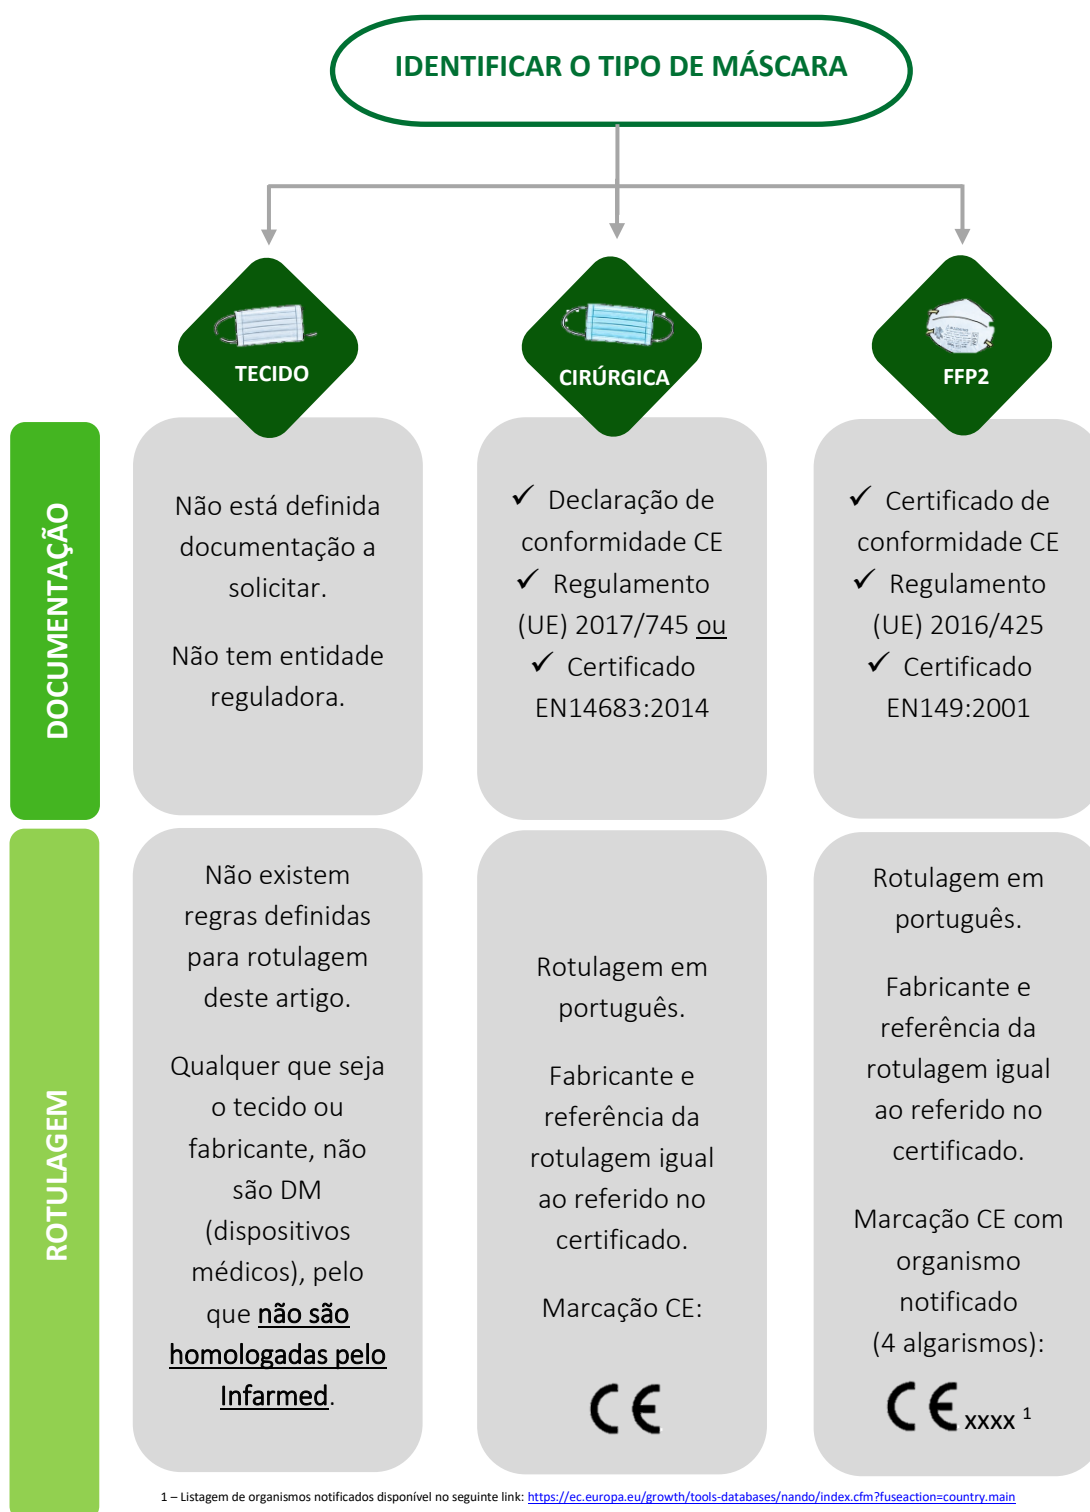 IDENTIFICAR O TIPO DE MÁSCARA
TECIDO
CIRÚRGICA
FFP2
DOCUMENTAÇÃO
Não está definida
documentação a
solicitar.
Não tem entidade
reguladora.
✓ Declaração de
conformidade CE
✓ Regulamento
(UE) 2017/745 ou
✓ Certificado
EN14683:2014
✓ Certificado de
conformidade CE
✓ Regulamento
(UE) 2016/425
✓ Certificado
EN149:2001
ROTULAGEM
Não existem
regras definidas
para rotulagem
deste artigo.
Qualquer que seja
o tecido ou
fabricante, não
são DM
(dispositivos
médicos), pelo
que não são
homologadas pelo
Infarmed.
Rotulagem em
português.
Fabricante e
referência da
rotulagem igual
ao referido no
certificado.
Marcação CE:
CE
Rotulagem em
português.
Fabricante e
referência da
rotulagem igual
ao referido no
certificado.
Marcação CE com
organismo
notificado
(4 algarismos):
CE xxxx ¹
1 – Listagem de organismos notificados disponível no seguinte link: https://ec.europa.eu/growth/tools-databases/nando/index.cfm?fuseaction=country.main